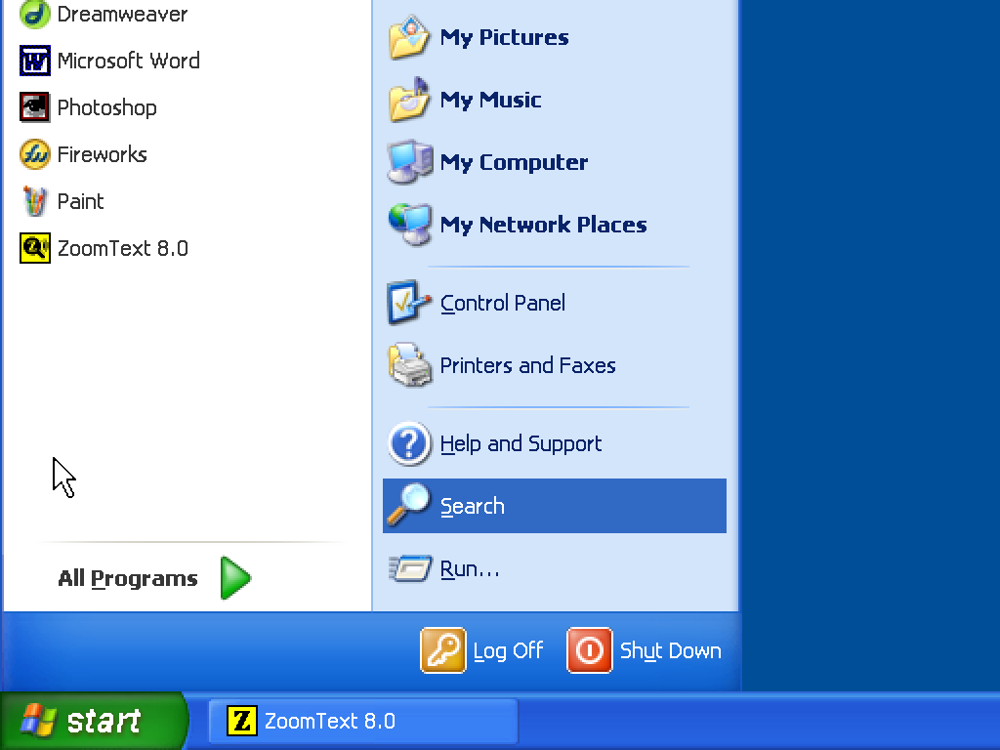 Dreamweaver
Microsoft Word
Photoshop
Fireworks
Paint
ZoomText 8.0
All Programs
My Pictures
My Music
My Computer
My Network Places
Control Panel
Printers and Faxes
Help and Support
Search
Run...
Log Off
Shut Down
start
ZoomText 8.0